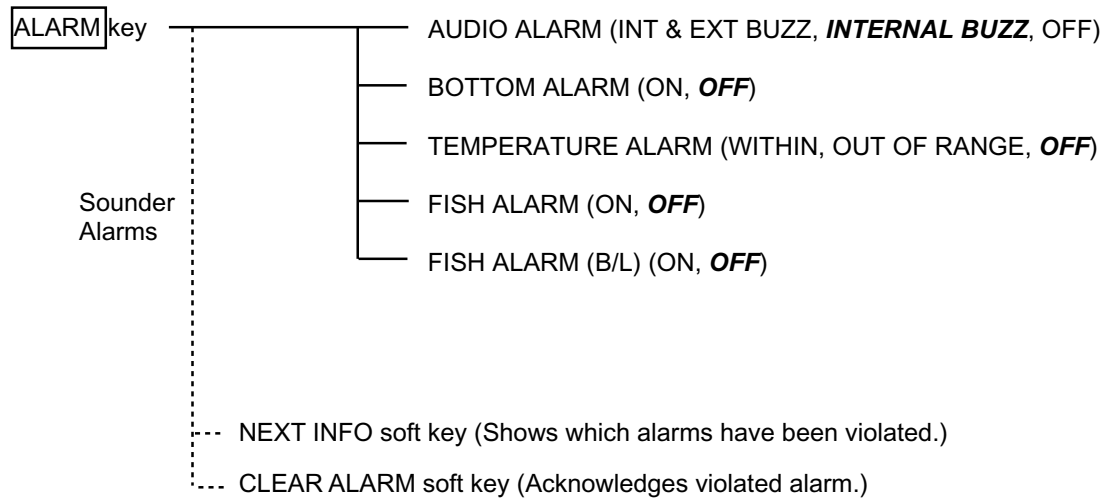 ALARM key
AUDIO ALARM (INT & EXT BUZZ, INTERNAL BUZZ, OFF)
BOTTOM ALARM (ON, OFF)
TEMPERATURE ALARM (WITHIN, OUT OF RANGE, OFF)
Sounder
Alarms
FISH ALARM (ON, OFF)
FISH ALARM (B/L) (ON, OFF)
NEXT INFO soft key (Shows which alarms have been violated.)
CLEAR ALARM soft key (Acknowledges violated alarm.)